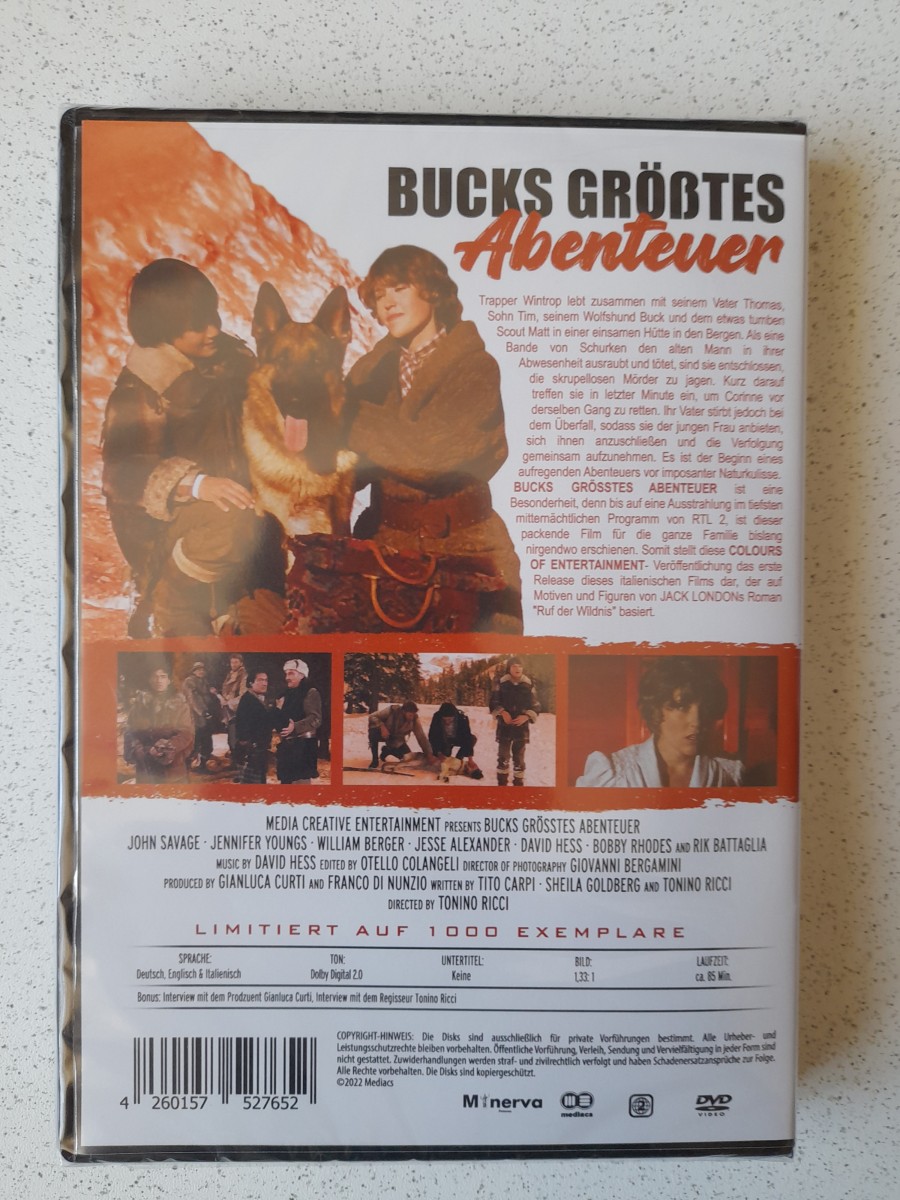 BUCKS GRÖßTES
Abenteuer
Trapper Wintrop lebt zusammen mit seinem Vater Thomas,
Sohn Tim, seinem Wolfshund Buck und dem etwas tumben
Scout Matt in einer einsamen Hütte in den Bergen. Als eine
Bande von Schurken den alten Mann in ihrer
Abwesenheit ausraubt und tötet, sind sie entschlossen,
die skrupellosen Mörder zu jagen. Kurz darauf
treffen sie in letzter Minute ein, um Corinne vor
derselben Gang zu retten. Ihr Vater stirbt jedoch bei
dem Überfall, sodass sie der jungen Frau anbieten,
sich ihnen anzuschließen und die Verfolgung
gemeinsam aufzunehmen. Es ist der Beginn eines
aufregenden Abenteuers vor imposanter Naturkulisse.
BUCKS GRÖSSTES ABENTEUER ist eine
Besonderheit, denn bis auf eine Ausstrahlung im tiefsten
mitternächtlichen Programm von RTL 2, ist dieser
packende Film für die ganze Familie bislang
nirgendwo erschienen. Somit stellt diese COLOURS
OF ENTERTAINMENT- Veröffentlichung das erste
Release dieses italienischen Films dar, der auf
Motiven und Figuren von JACK LONDONs Roman
"Ruf der Wildnis" basiert.
MEDIA CREATIVE ENTERTAINMENT PRESENTS BUCKS GRÖSSTES ABENTEUER
JOHN SAVAGE · JENNIFER YOUNGS · WILLIAM BERGER · JESSE ALEXANDER · DAVID HESS · BOBBY RHODES AND RIK BATTAGLIA
MUSIC BY DAVID HESS EDITED BY OTELLO COLANGELI DIRECTOR OF PHOTOGRAPHY GIOVANNI BERGAMINI
PRODUCED BY GIANLUCA CURTI AND FRANCO DI NUNZIO WRITTEN BY TITO CARPI · SHEILA GOLDBERG AND TONINO RICCI
DIRECTED BY TONINO RICCI
LIMITIERT AUF 1000 EXEMPLARE
SPRACHE: TON: UNTERTITEL: BILD: LAUFZEIT:
Deutsch, Englisch & Italienisch Dolby Digital 2.0 Keine 1,33: 1 ca. 85 Min.
Bonus: Interview mit dem Prodzuent Gianluca Curti, Interview mit dem Regisseur Tonino Ricci
COPYRIGHT-HINWEIS: Die Disks sind ausschließlich für private Vorführungen bestimmt. Alle Urheber- und
Leistungsschutzrechte bleiben vorbehalten. Öffentliche Vorführung, Verleih, Sendung und Vervielfältigung in jeder Form sind
nicht gestattet. Zuwiderhandlungen werden straf- und zivilrechtlich verfolgt und haben Schadenersatzansprüche zur Folge.
Alle Rechte vorbehalten. Die Disks sind kopiergeschützt.
©2022 Mediacs
4 260157 527652
Minerva
mediacs
2
DVD
VIDEO